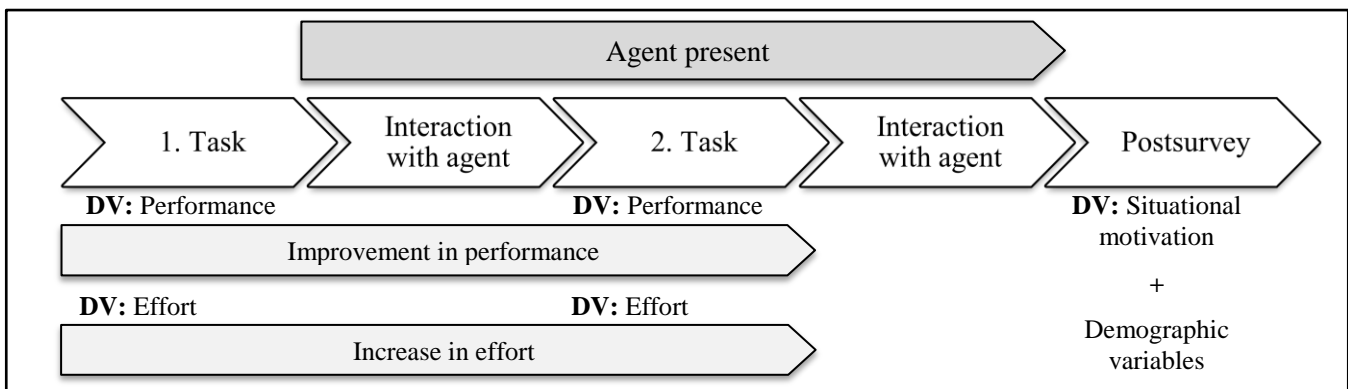 Agent present
1. Task
Interaction
with agent
2. Task
Interaction
with agent
Postsurvey
DV: Performance
DV: Performance
DV: Situational
motivation
Improvement in performance
+
DV: Effort
DV: Effort
Demographic
variables
Increase in effort